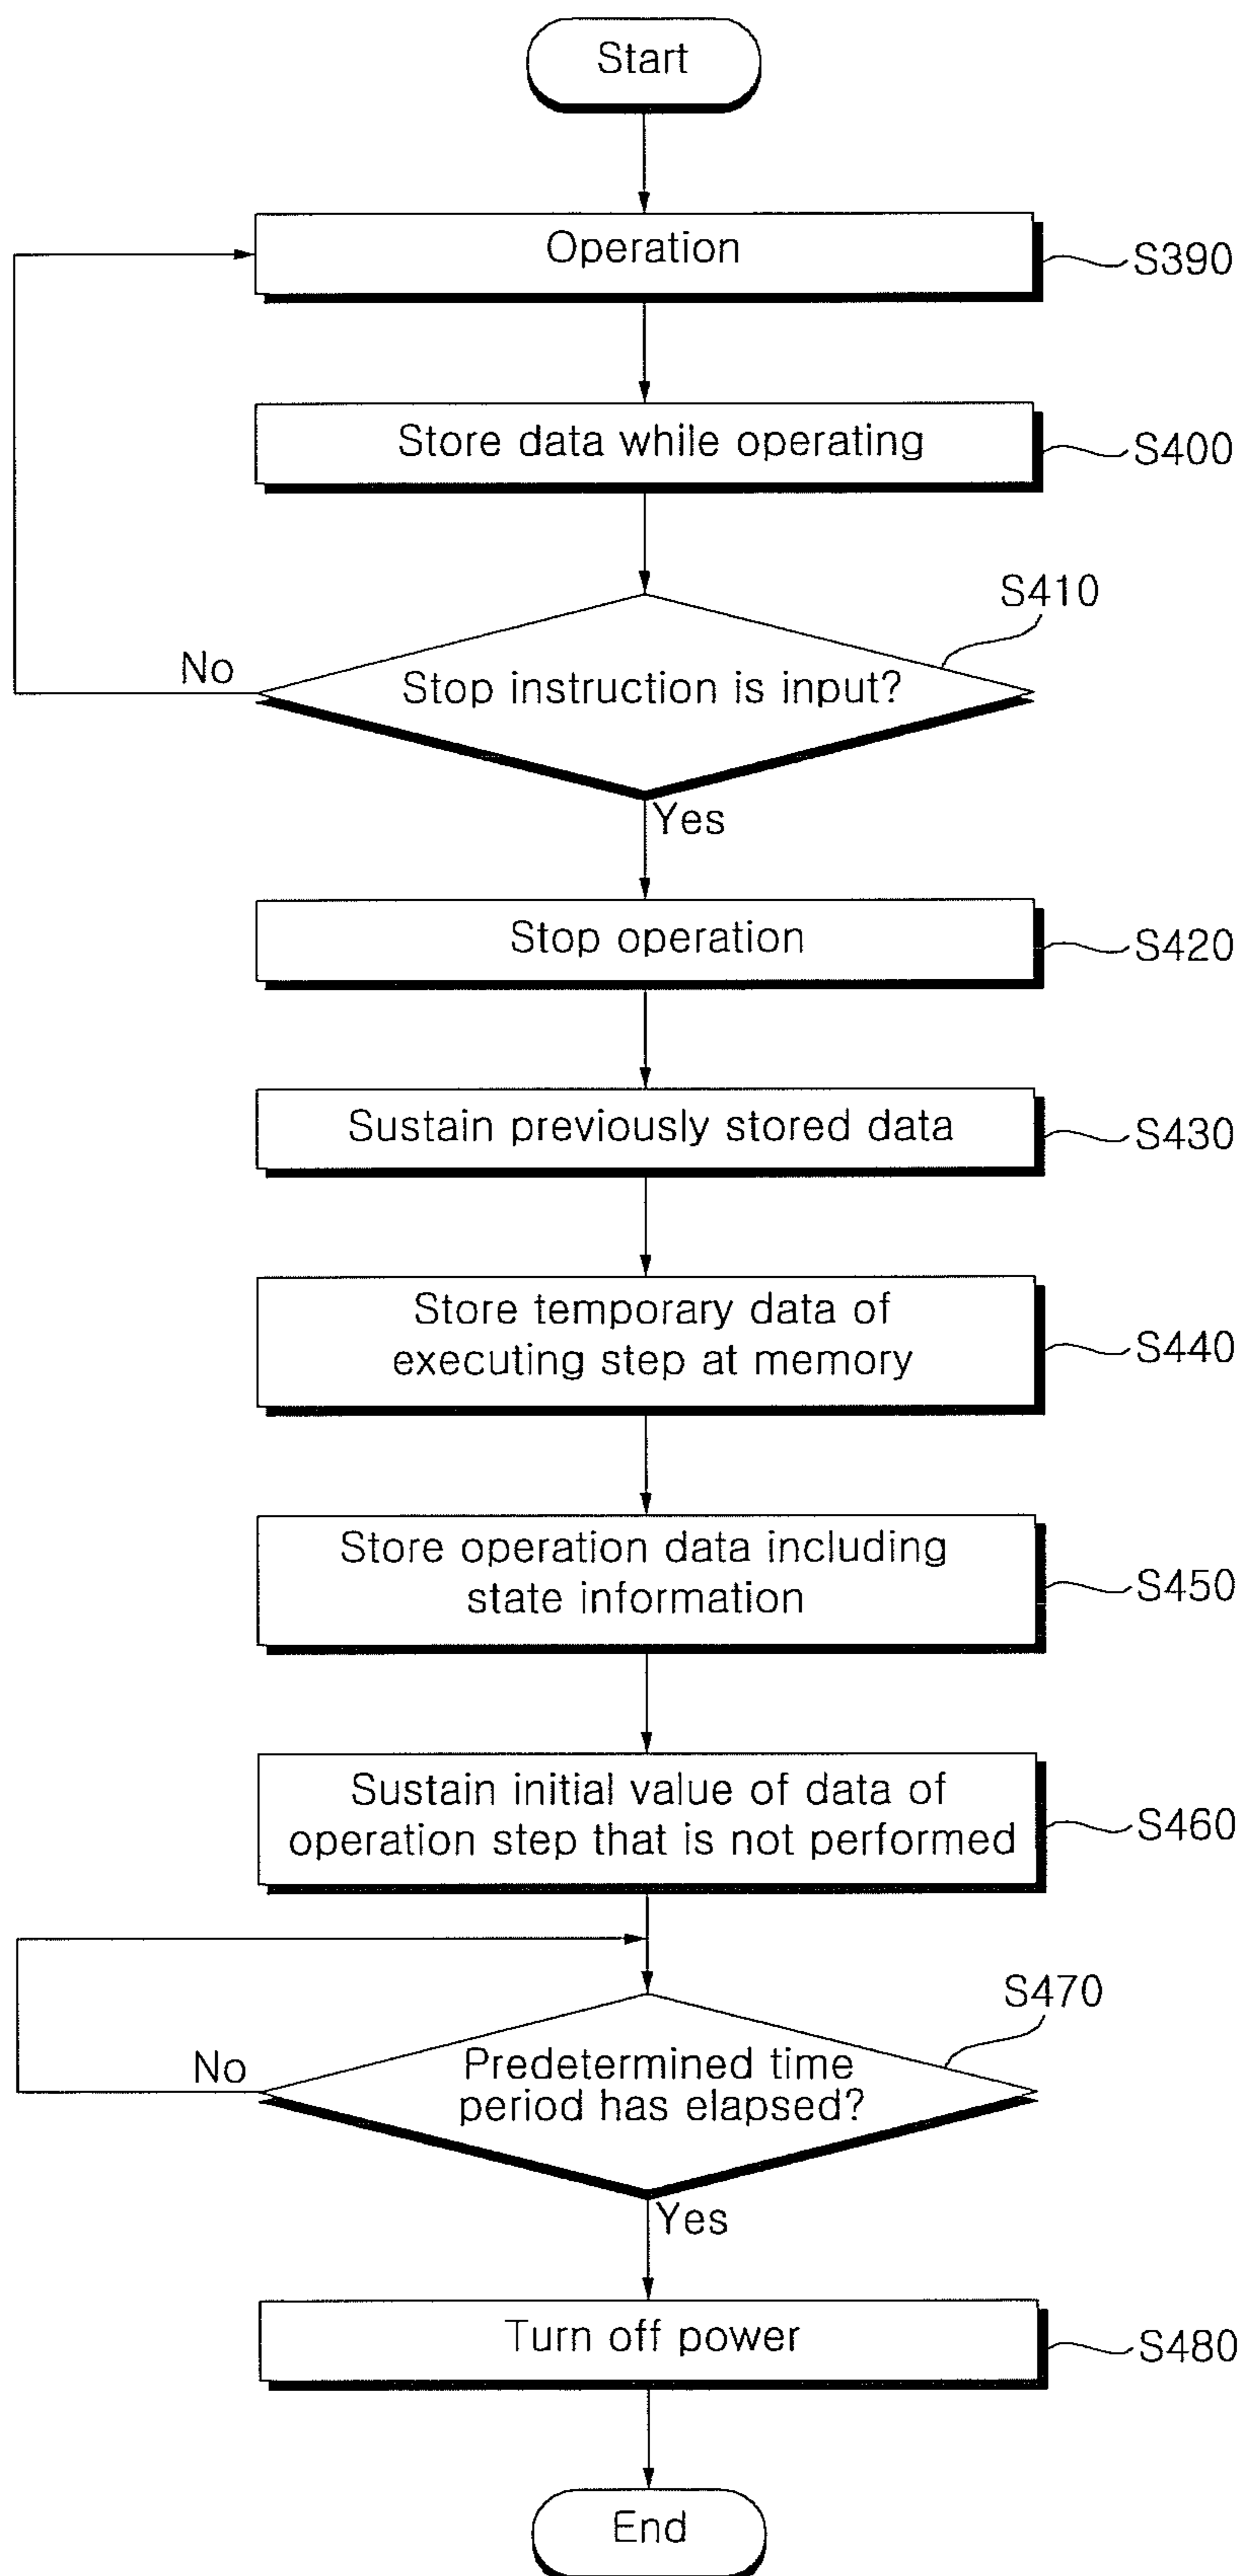 Start
Operation
S390
Store data while operating
S400
S410
No
Stop instruction is input?
Yes
Stop operation
S420
Sustain previously stored data
S430
Store temporary data of
executing step at memory
S440
Store operation data including
state information
S450
Sustain initial value of data of
operation step that is not performed
S460
S470
No
Predetermined time
period has elapsed?
Yes
Turn off power
S480
End